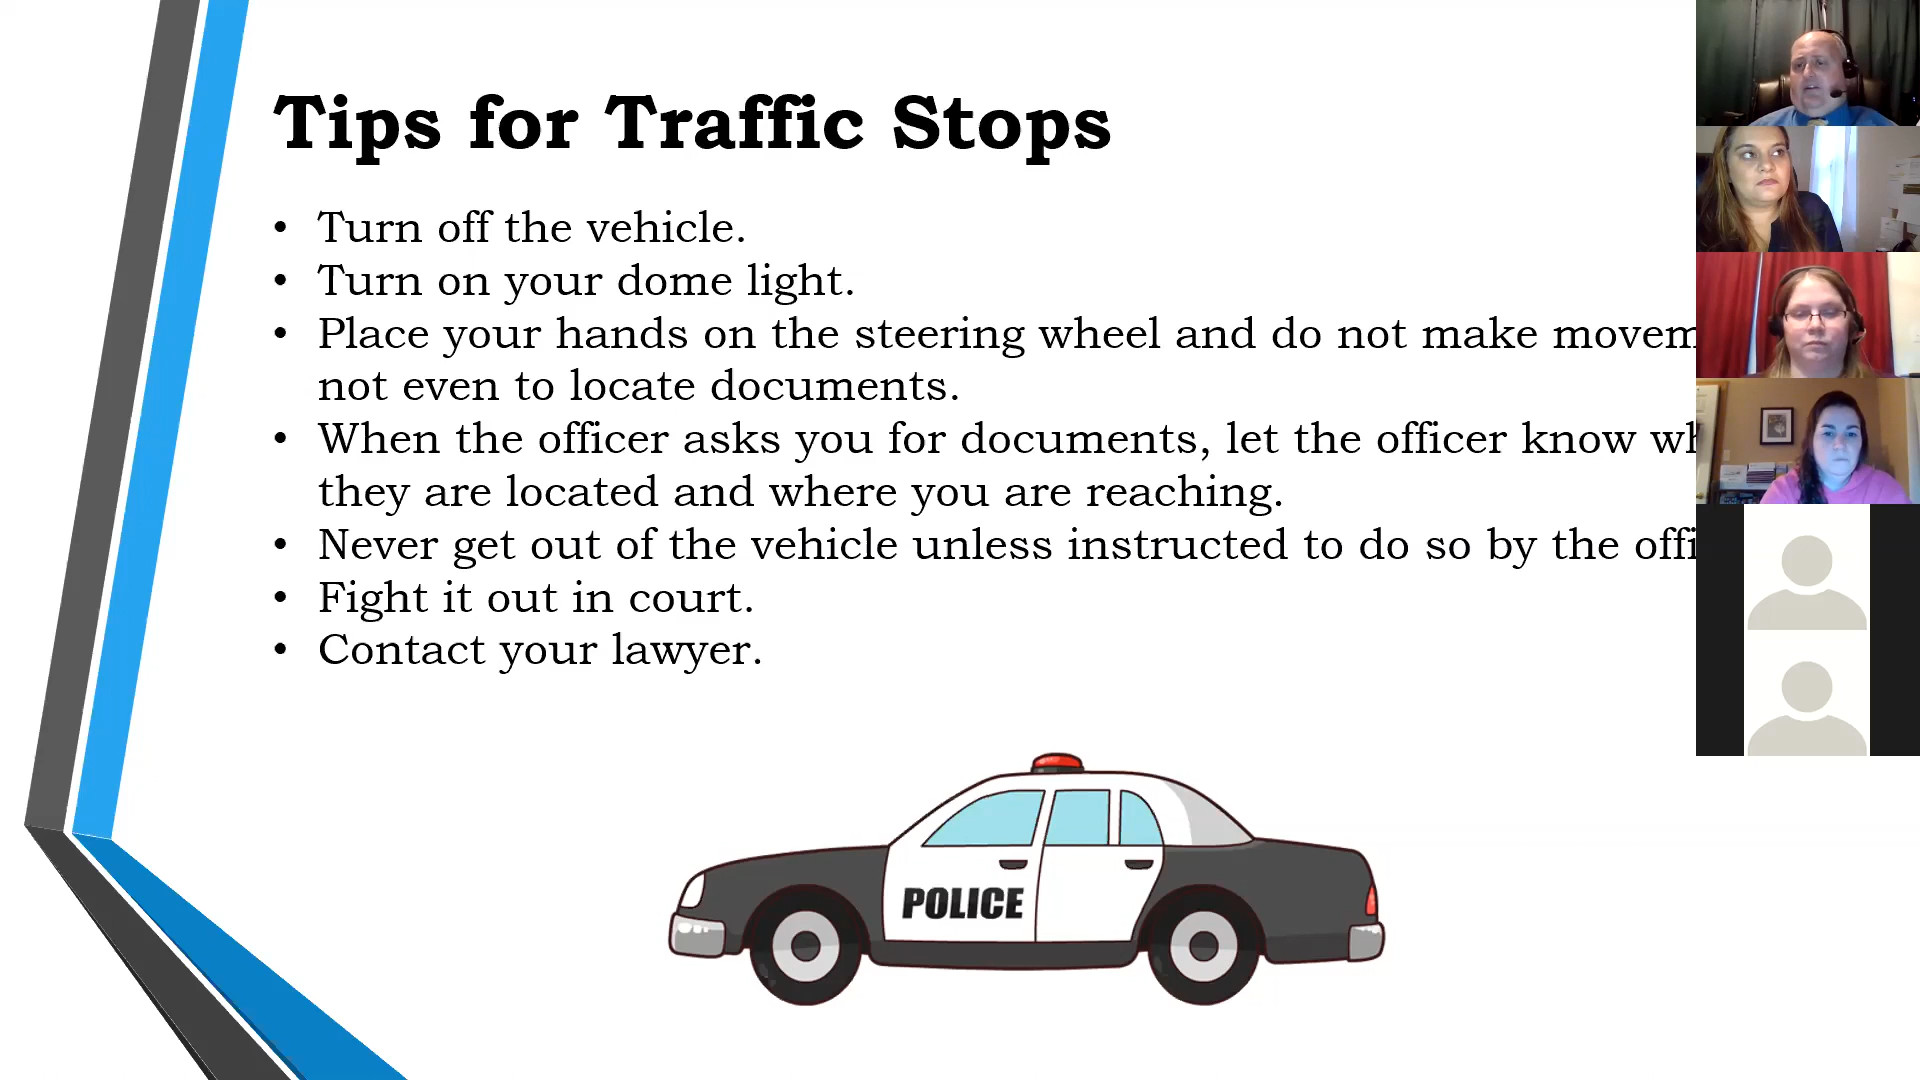 Tips for Traffic Stops
• Turn off the vehicle.
• Turn on your dome light.
• Place your hands on the steering wheel and do not make
not even to locate documents.
• When the officer asks you for documents, let the officer know
they are located and where you are reaching.
• Never get out of the vehicle unless instructed to do so by the
• Fight it out in court.
• Contact your lawyer.
POLICE